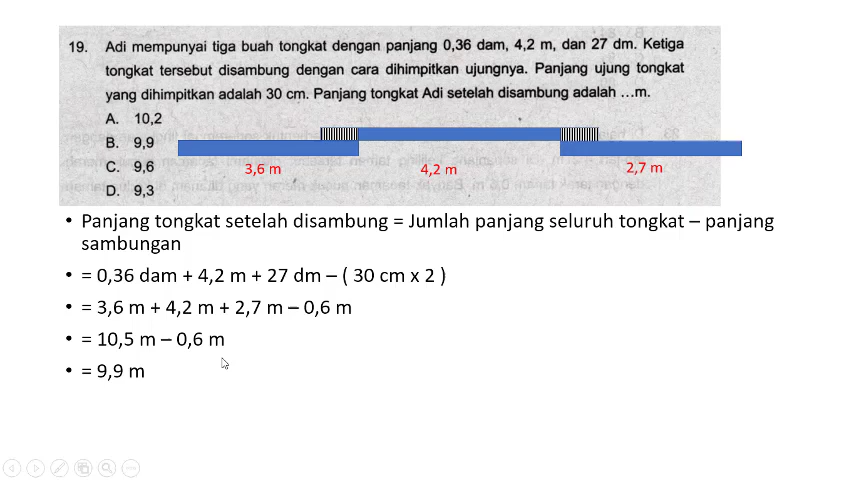 19. Adi mempunyai tiga buah tongkat dengan panjang 0,36 dam, 4,2 m, dan 27 dm. Ketiga
tongkat tersebut disambung dengan cara dihimpitkan ujungnya. Panjang ujung tongkat
yang dihimpitkan adalah 30 cm. Panjang tongkat Adi setelah disambung adalah ...m.
A. 10,2
B. 9,9
C. 9,6
D. 9,3
3,6 m 4,2 m 2,7 m
• Panjang tongkat setelah disambung = Jumlah panjang seluruh tongkat – panjang
sambungan
• = 0,36 dam + 4,2 m + 27 dm – ( 30 cm x 2 )
• = 3,6 m + 4,2 m + 2,7 m – 0,6 m
• = 10,5 m – 0,6 m
• = 9,9 m